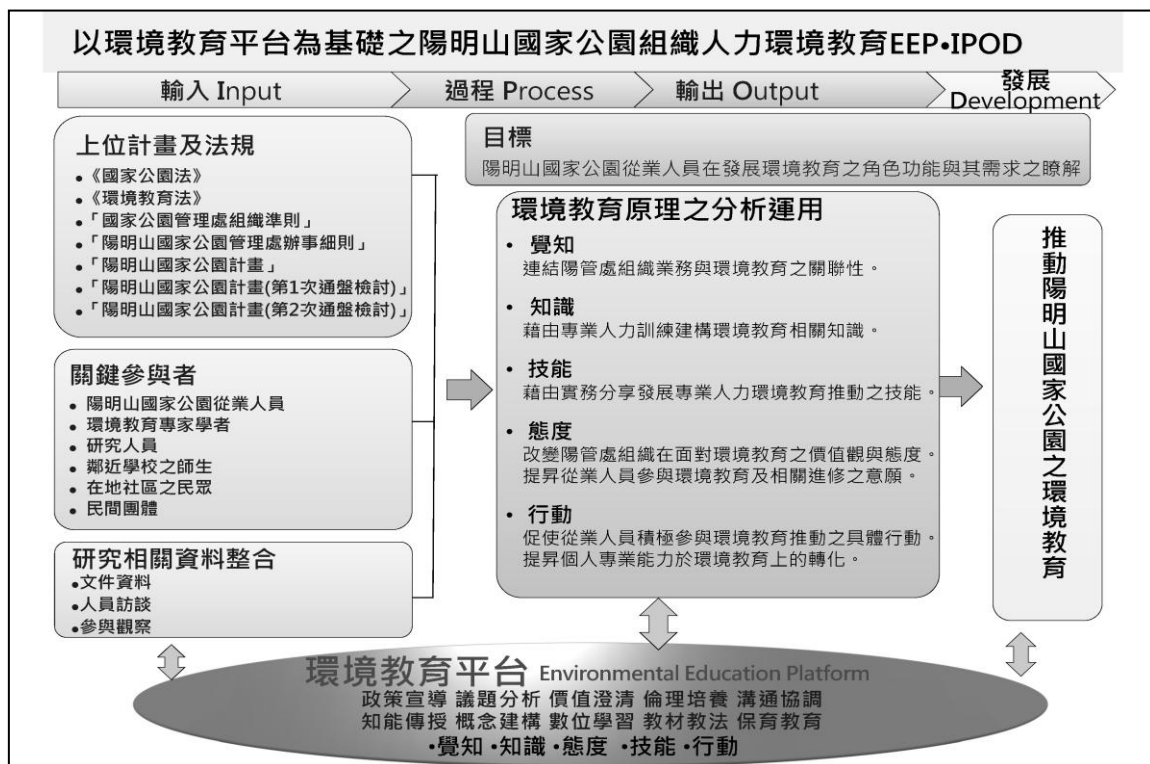 以環境教育平台為基礎之陽明山國家公園組織人力環境教育EEP•IPOD
輸入 Input
過程 Process
輸出 Output
發展
Development
上位計畫及法規
•《國家公園法》
•《環境教育法》
•「國家公園管理處組織準則」
•「陽明山國家公園管理處辦事細則」
•「陽明山國家公園計畫」
•「陽明山國家公園計畫(第1次通盤檢討)」
•「陽明山國家公園計畫(第2次通盤檢討)」
關鍵參與者
• 陽明山國家公園從業人員
• 環境教育專家學者
• 研究人員
• 鄰近學校之師生
• 在地社區之民眾
• 民間團體
研究相關資料整合
•文件資料
•人員訪談
•參與觀察
目標
陽明山國家公園從業人員在發展環境教育之角色功能與其需求之瞭解
環境教育原理之分析運用
• 覺知
連結陽管處組織業務與環境教育之關聯性。
• 知識
藉由專業人力訓練建構環境教育相關知識。
• 技能
藉由實務分享發展專業人力環境教育推動之技能。
• 態度
改變陽管處組織在面對環境教育之價值觀與態度。
提昇從業人員參與環境教育及相關進修之意願。
• 行動
促使從業人員積極參與環境教育推動之具體行動。
提昇個人專業能力於環境教育上的轉化。
推動陽明山國家公園之環境教育
環境教育平台 Environmental Education Platform
政策宣導 議題分析 價值澄清 倫理培養 溝通協調
知能傳授 概念建構 數位學習 教材教法 保育教育
•覺知 •知識 •態度 •技能 •行動